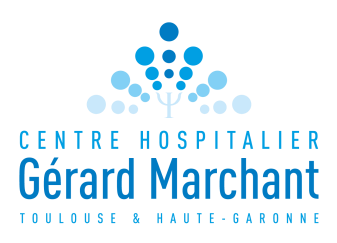 CENTRE HOSPITALIER
Gérard Marchant
TOULOUSE & HAUTE-GARONNE